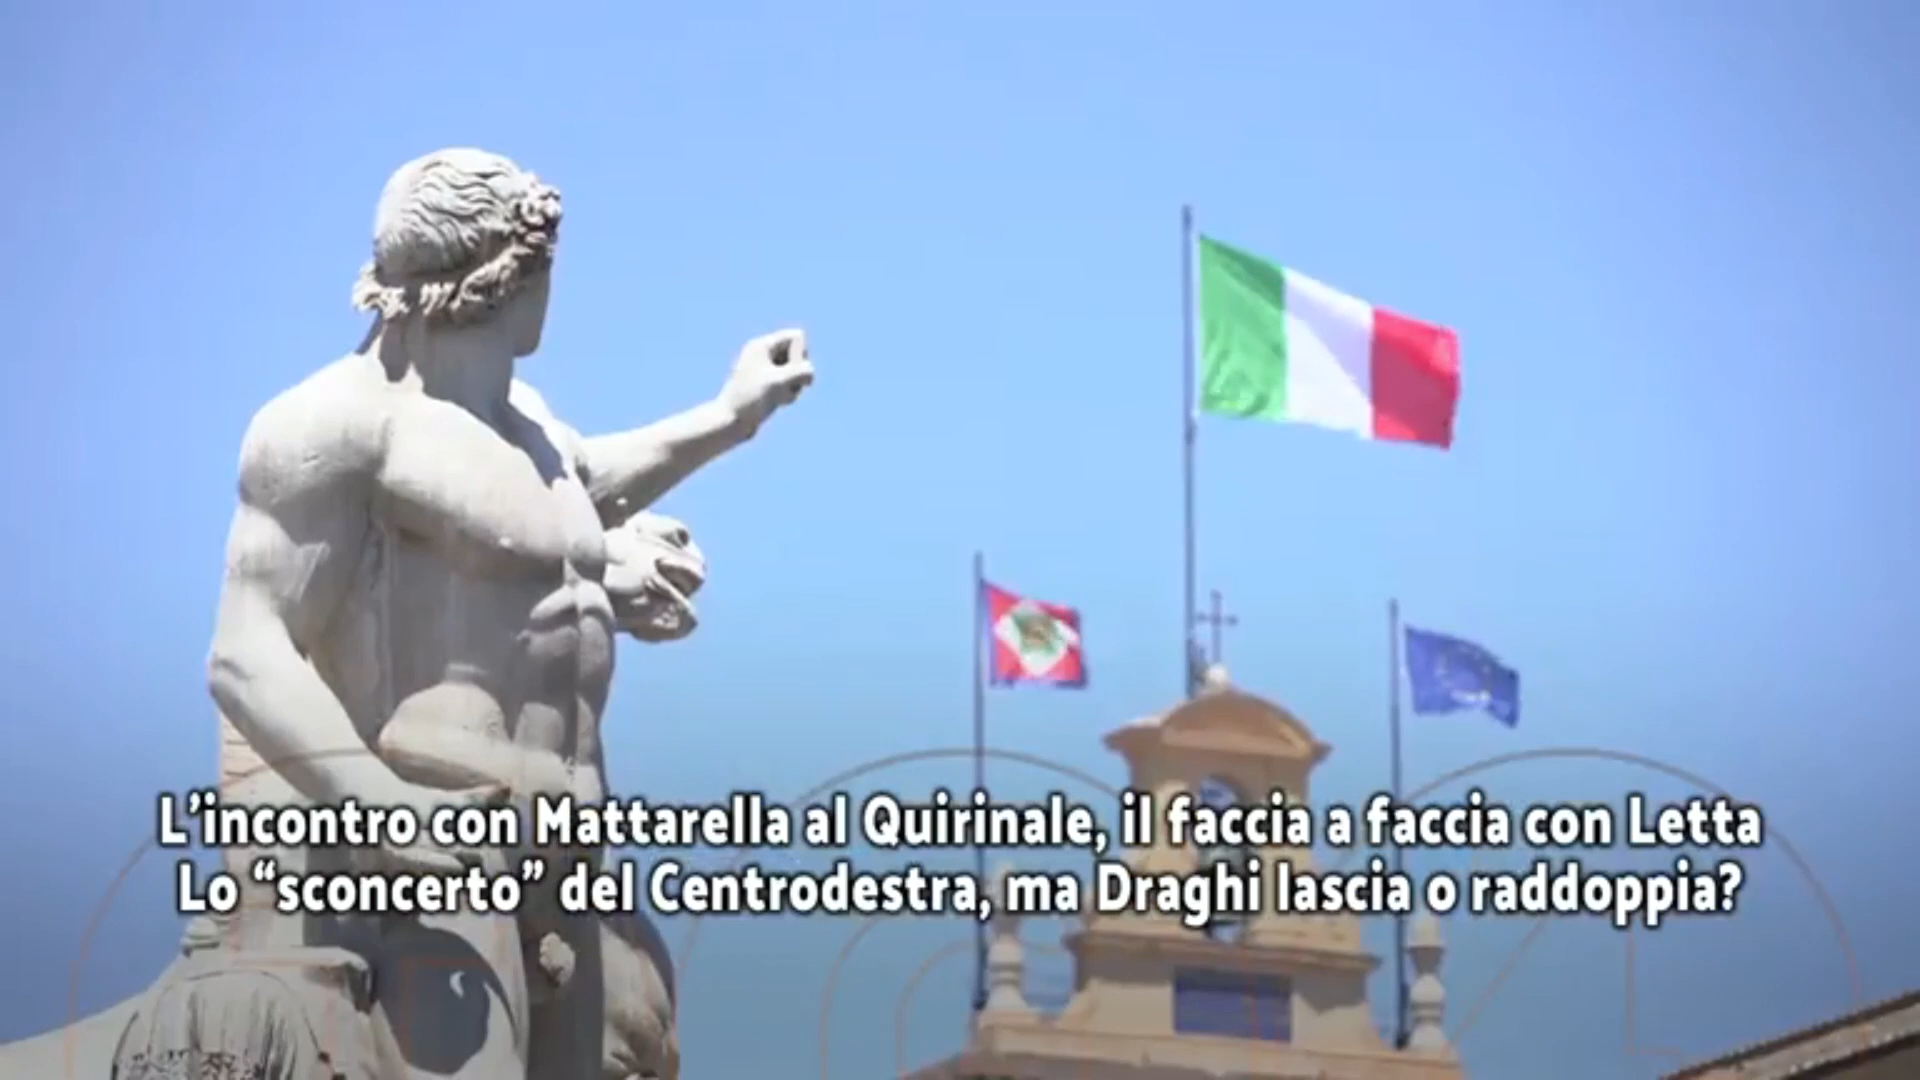 L’incontro con Mattarella al Quirinale, il faccia a faccia con Letta
Lo “sconcerto” del Centrodestra, ma Draghi lascia o raddoppia?